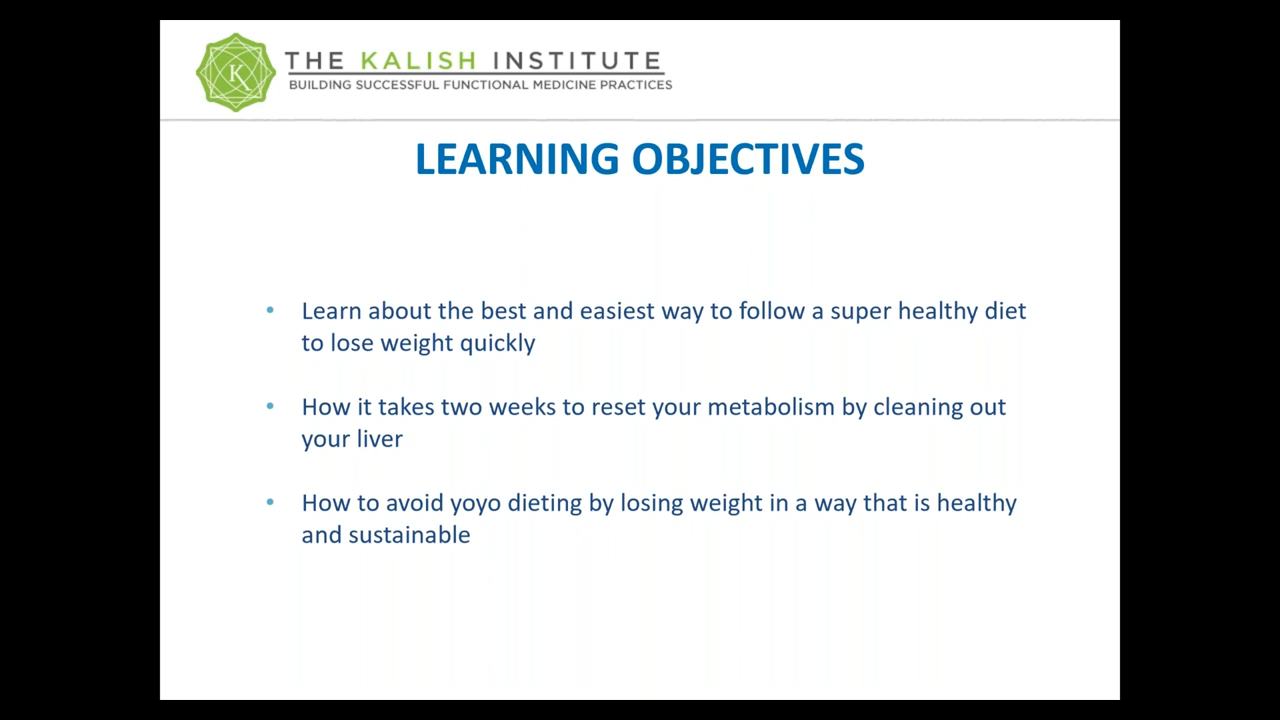 K
THE KALISH INSTITUTE
BUILDING SUCCESSFUL FUNCTIONAL MEDICINE PRACTICES
LEARNING OBJECTIVES
• Learn about the best and easiest way to follow a super healthy diet
to lose weight quickly
• How it takes two weeks to reset your metabolism by cleaning out
your liver
• How to avoid yoyo dieting by losing weight in a way that is healthy
and sustainable